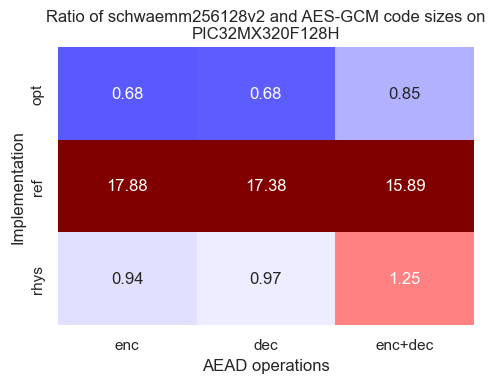 Ratio of schwaemm256128v2 and AES-GCM code sizes on
PIC32MX320F128H
Implementation
opt
0.68
0.68
0.85
ref
17.88
17.38
15.89
rhys
0.94
0.97
1.25
enc
dec
enc+dec
AEAD operations